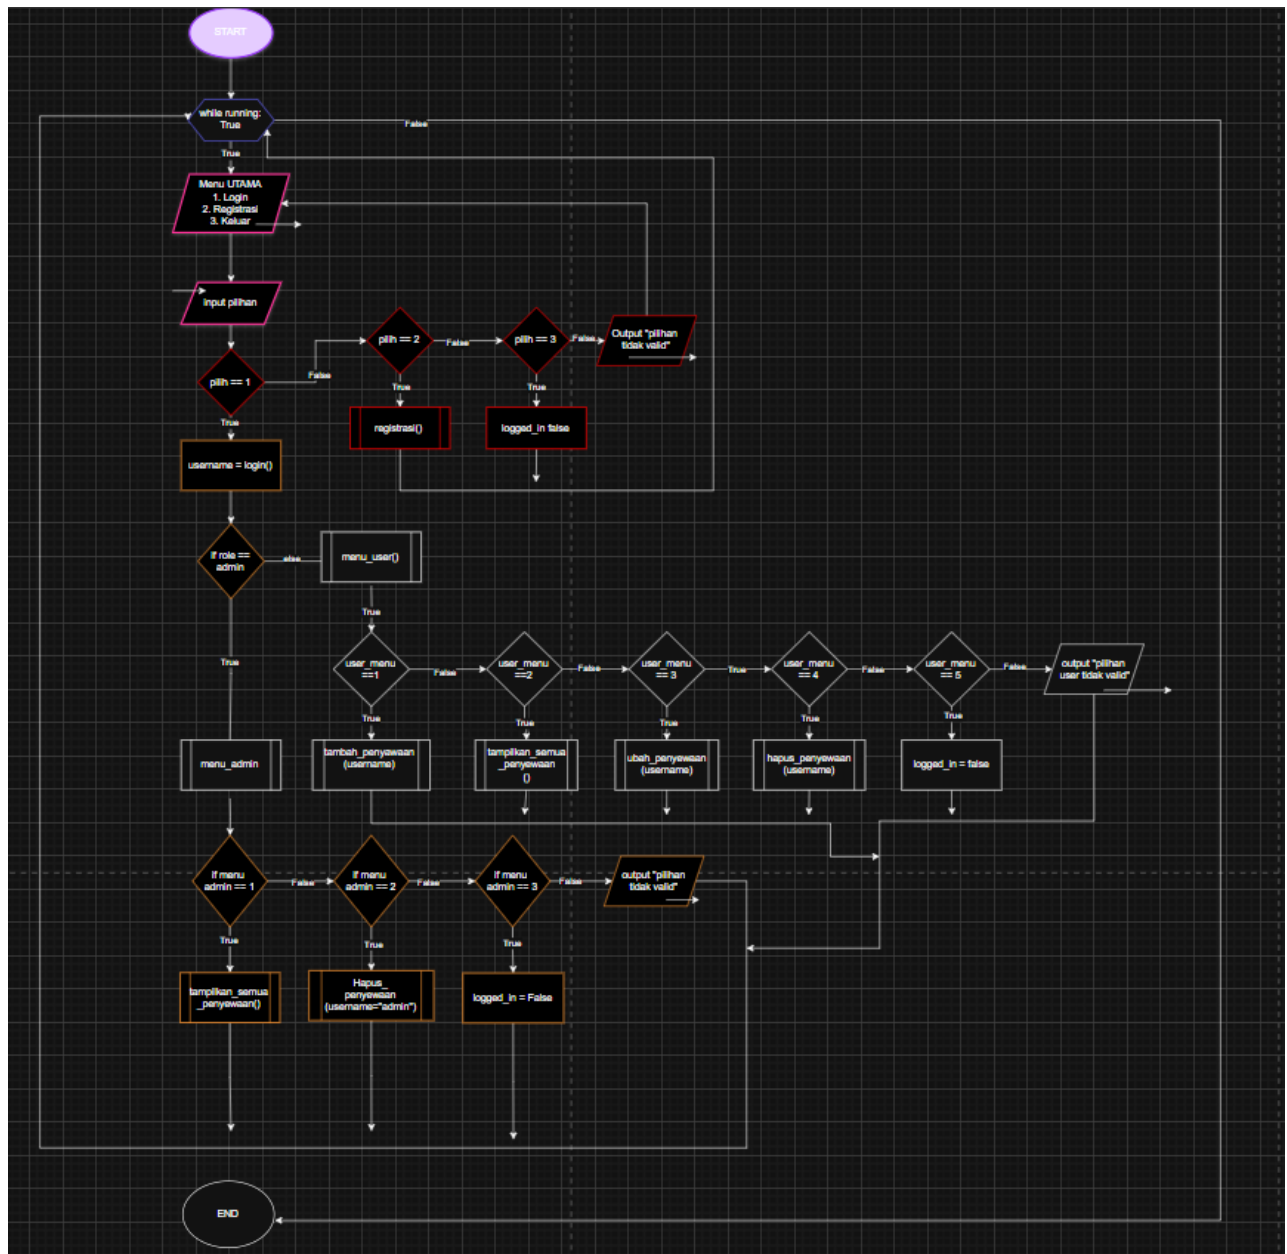 START
while running:
True
False
True
Menu UTAMA
1. Login
2. Registrasi
3. Keluar
Input pilihan
pilih == 1
False
pilih == 2
False
pilih == 3
False
Output "pilihan
tidak valid"
True
True
True
username = login()
registrasi()
logged_in false
if role ==
admin
else
menu_user()
True
True
user_menu
==1
False
user_menu
==2
False
user_menu
== 3
True
user_menu
== 4
False
user_menu
== 5
False
output "pilihan
user tidak valid"
True
True
True
True
True
menu_admin
tambah_penyewaan
(username)
tampilkan_semua
_penyewaan
()
ubah_penyewaan
(username)
hapus_penyewaan
(username)
logged_in = false
if menu
admin == 1
False
if menu
admin == 2
False
if menu
admin == 3
False
output "pilihan
tidak valid"
True
True
True
tampilkan_semua
_penyewaan()
Hapus_
penyewaan
(username="admin")
logged_in = False
END